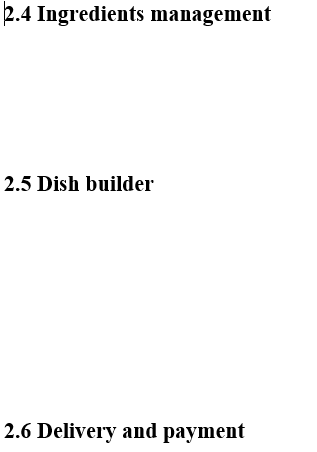 2.4 Ingredients management
2.5 Dish builder
2.6 Delivery and payment